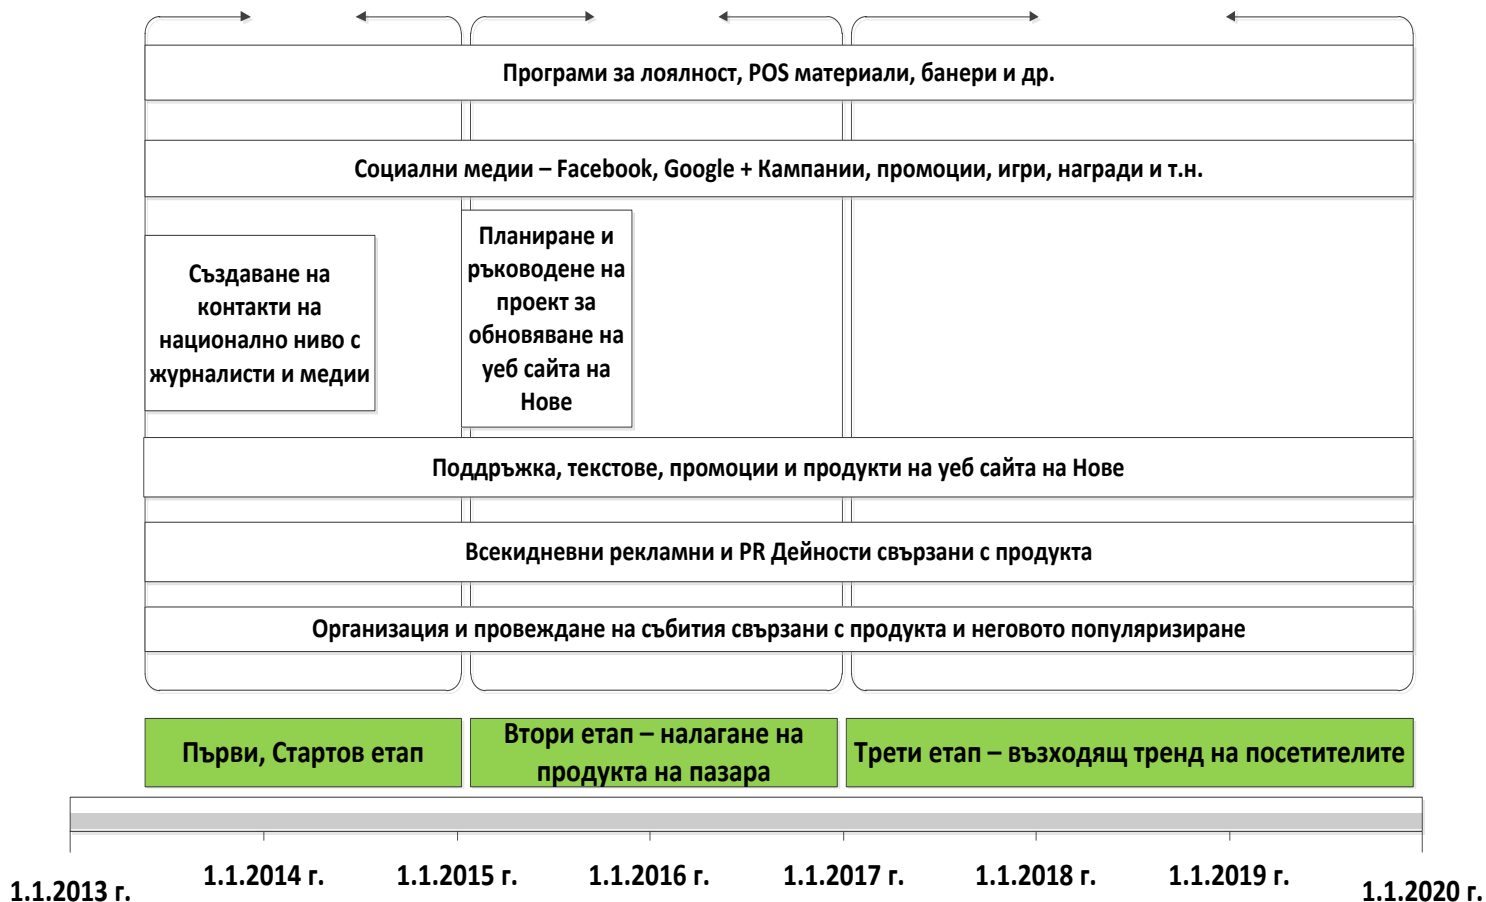 Програми за лоялност, POS материали, банери и др.
Социални медии – Facebook, Google + Кампании, промоции, игри, награди и т.н.
Създаване на
контакти на
национално ниво с
журналисти и медии
Планиране и
ръководене на
проект за
обновяване на
уеб сайта на
Нове
Поддръжка, текстове, промоции и продукти на уеб сайта на Нове
Всекидневни рекламни и PR Дейности свързани с продукта
Организация и провеждане на събития свързани с продукта и неговото популяризиране
Първи, Стартов етап
Втори етап – налагане на
продукта на пазара
Трети етап – възходящ тренд на посетителите
1.1.2013 г.
1.1.2014 г.
1.1.2015 г.
1.1.2016 г.
1.1.2017 г.
1.1.2018 г.
1.1.2019 г.
1.1.2020 г.